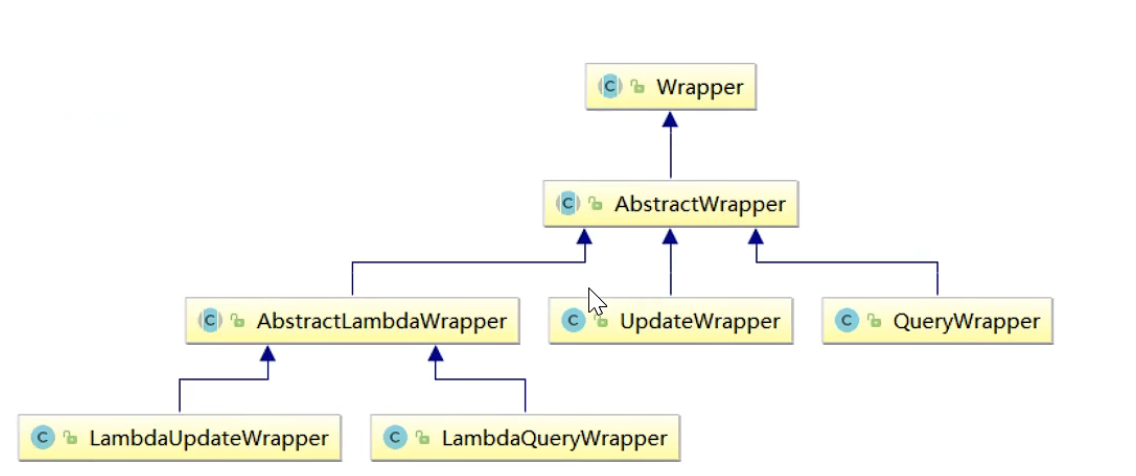 Wrapper
AbstractWrapper
AbstractLambdaWrapper
UpdateWrapper
QueryWrapper
LambdaUpdateWrapper
LambdaQueryWrapper